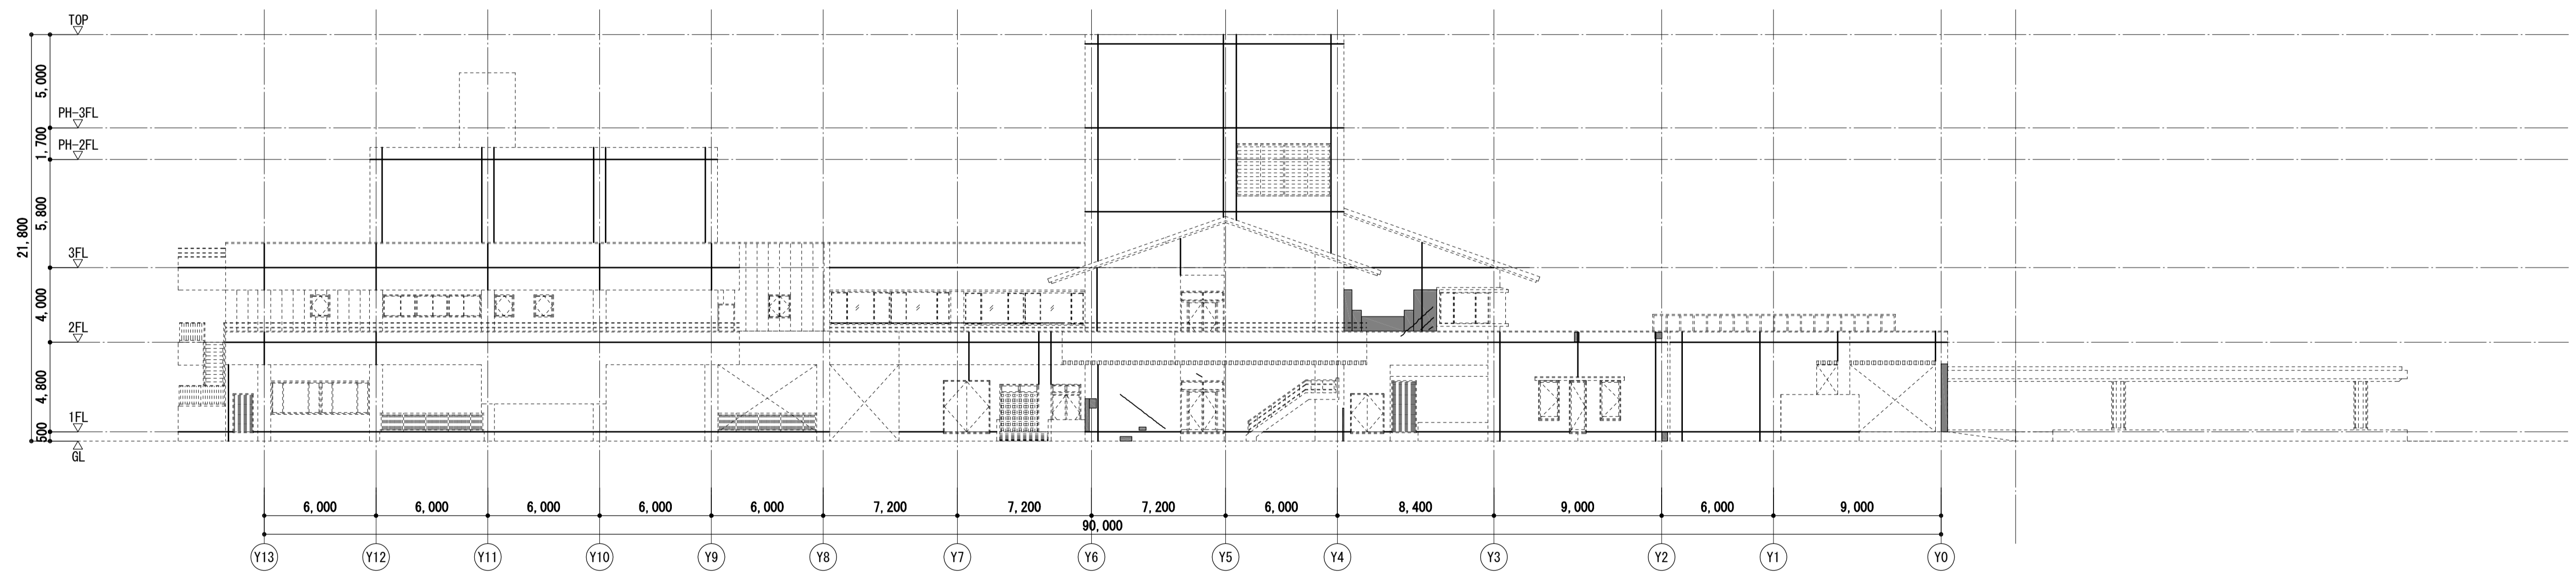 TOP
5,000
PH-3FL
1,700
PH-2FL
5,800
21,800
3FL
4,000
2FL
4,800
1FL
500
GL
6,000 6,000 6,000 6,000 6,000 7,200 7,200 7,200 6,000 8,400 9,000 6,000 9,000
90,000
Y13 Y12 Y11 Y10 Y9 Y8 Y7 Y6 Y5 Y4 Y3 Y2 Y1 Y0